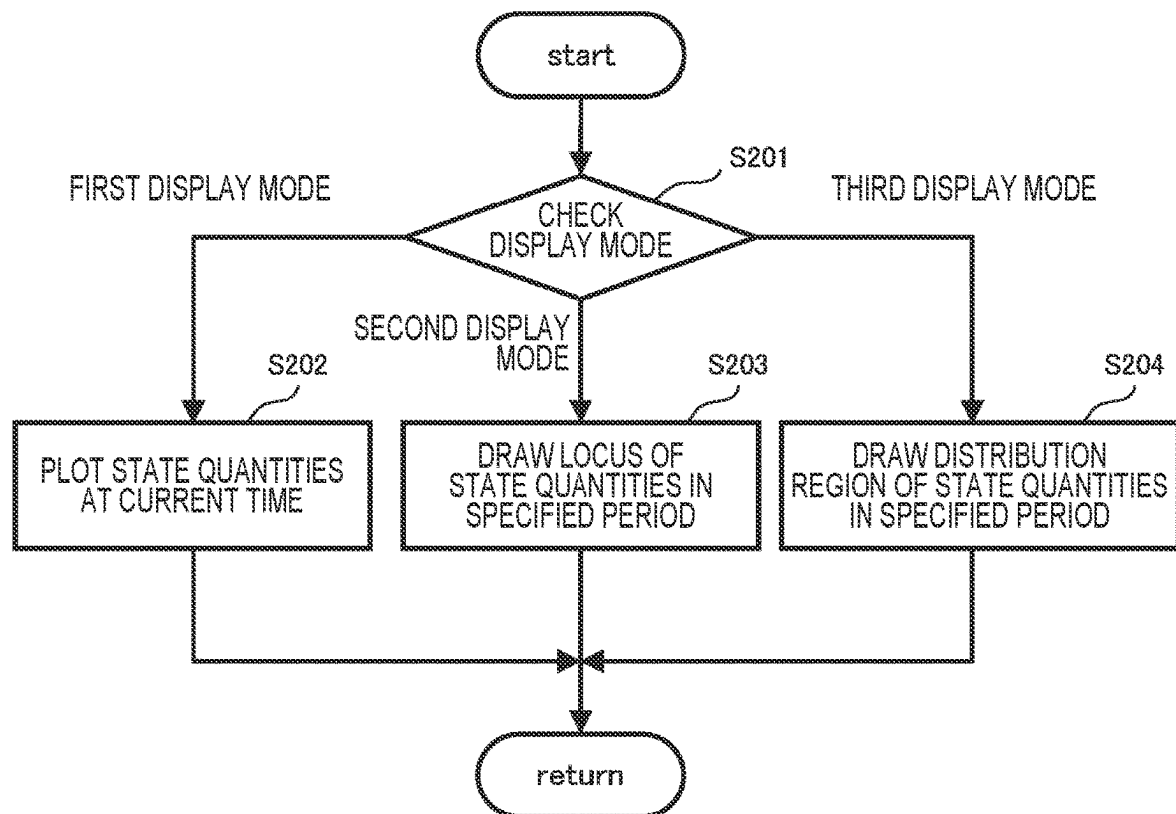 start
S201
FIRST DISPLAY MODE
THIRD DISPLAY MODE
CHECK
DISPLAY MODE
SECOND DISPLAY
MODE
S202
S203
S204
PLOT STATE QUANTITIES
AT CURRENT TIME
DRAW LOCUS OF
STATE QUANTITIES IN
SPECIFIED PERIOD
DRAW DISTRIBUTION
REGION OF STATE QUANTITIES
IN SPECIFIED PERIOD
return